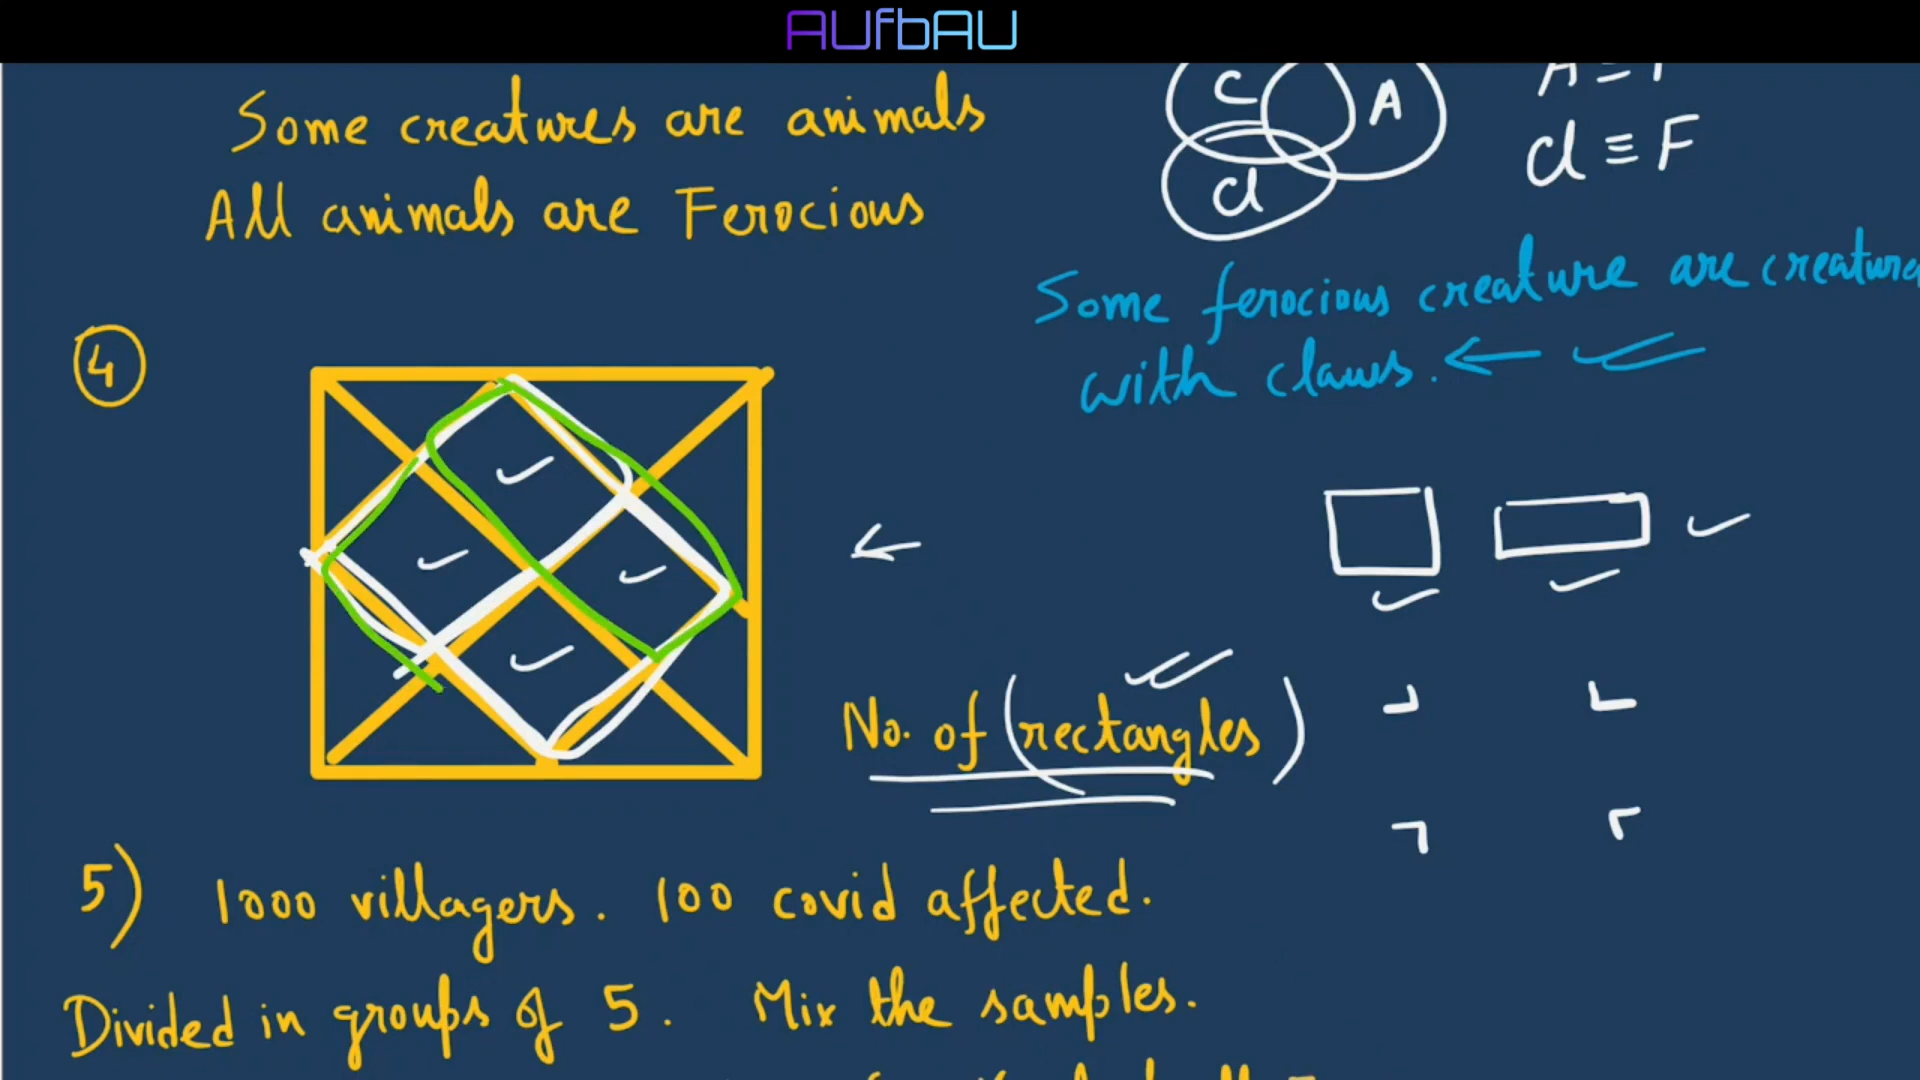 AUfbAU
Some creatures are animals
All animals are Ferocious
C
A
cl
cl ≡ F
Some ferocious creature are creature
with claws.
4
No. of (rectangles)
5) 1000 villagers. 100 covid affected.
Divided in groups of 5. Mix the samples.